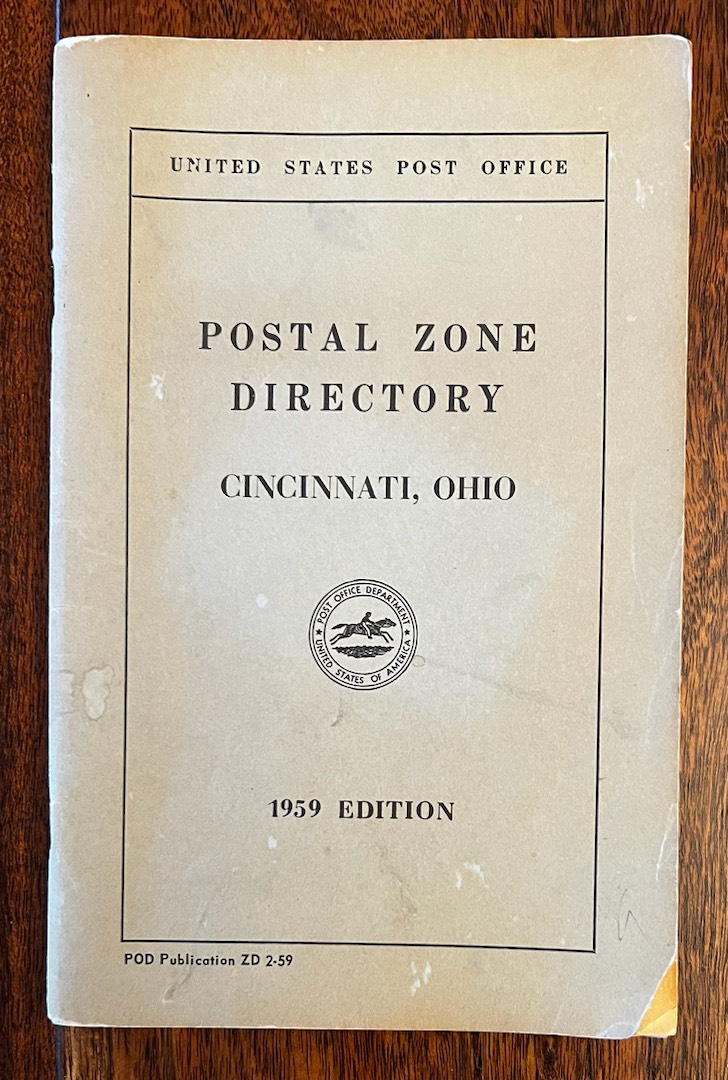 UNITED STATES POST OFFICE
POSTAL ZONE
DIRECTORY
CINCINNATI, OHIO
POST OFFICE DEPARTMENT
UNITED STATES OF AMERICA
1959 EDITION
POD Publication ZD 2-59